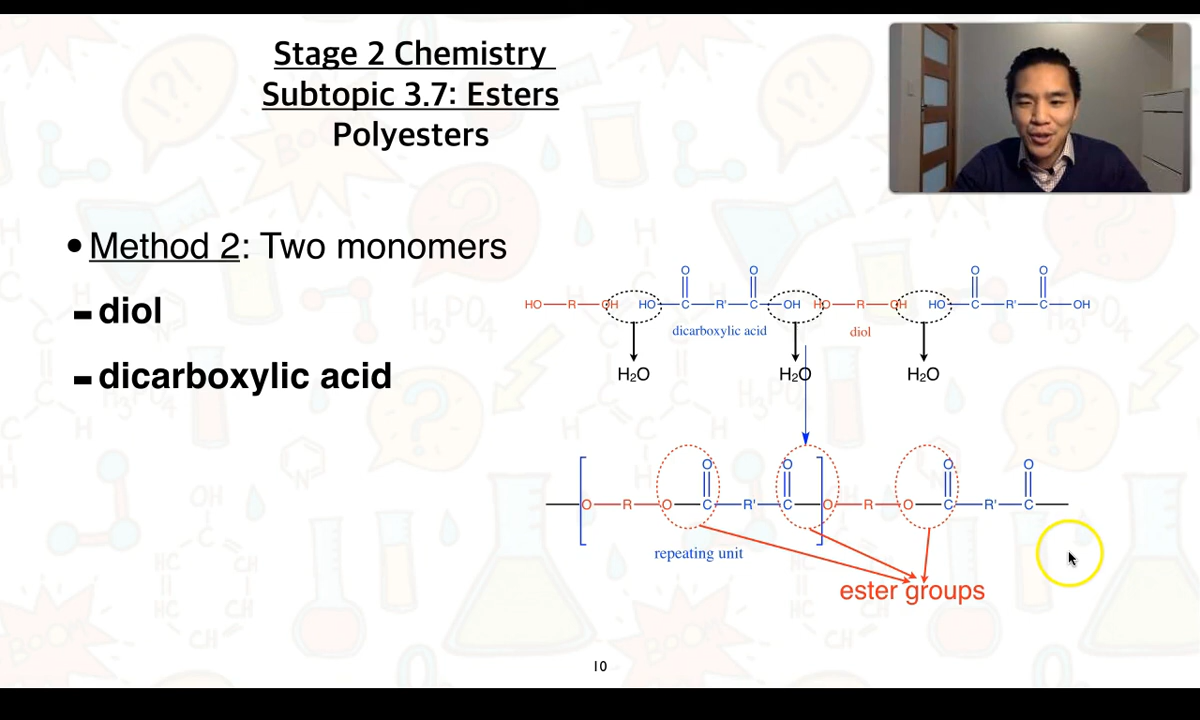 Stage 2 Chemistry
Subtopic 3.7: Esters
Polyesters
• Method 2: Two monomers
- diol
- dicarboxylic acid
O O O O
HO—R—OH HO—C—R'—C—OH HO—R—OH HO—C—R'—C—OH
dicarboxylic acid diol
H₂O H₂O H₂O
O O O O
O—R—O—C—R'—C—O—R—O—C—R'—C
repeating unit
ester groups
10